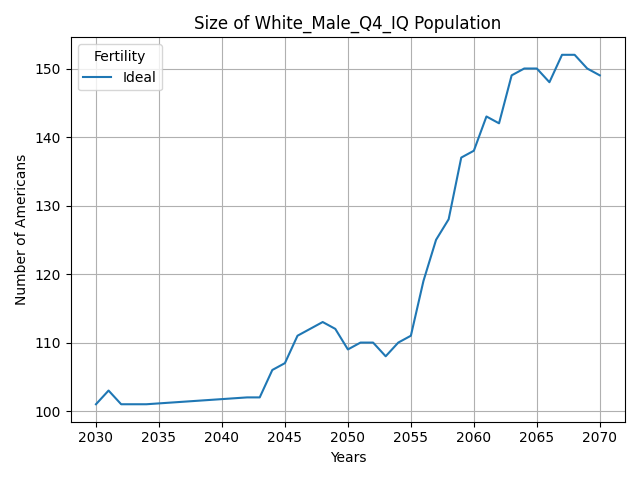 Size of White_Male_Q4_IQ Population
Fertility
Ideal
Number of Americans
150
140
130
120
110
100
2030 2035 2040 2045 2050 2055 2060 2065 2070
Years